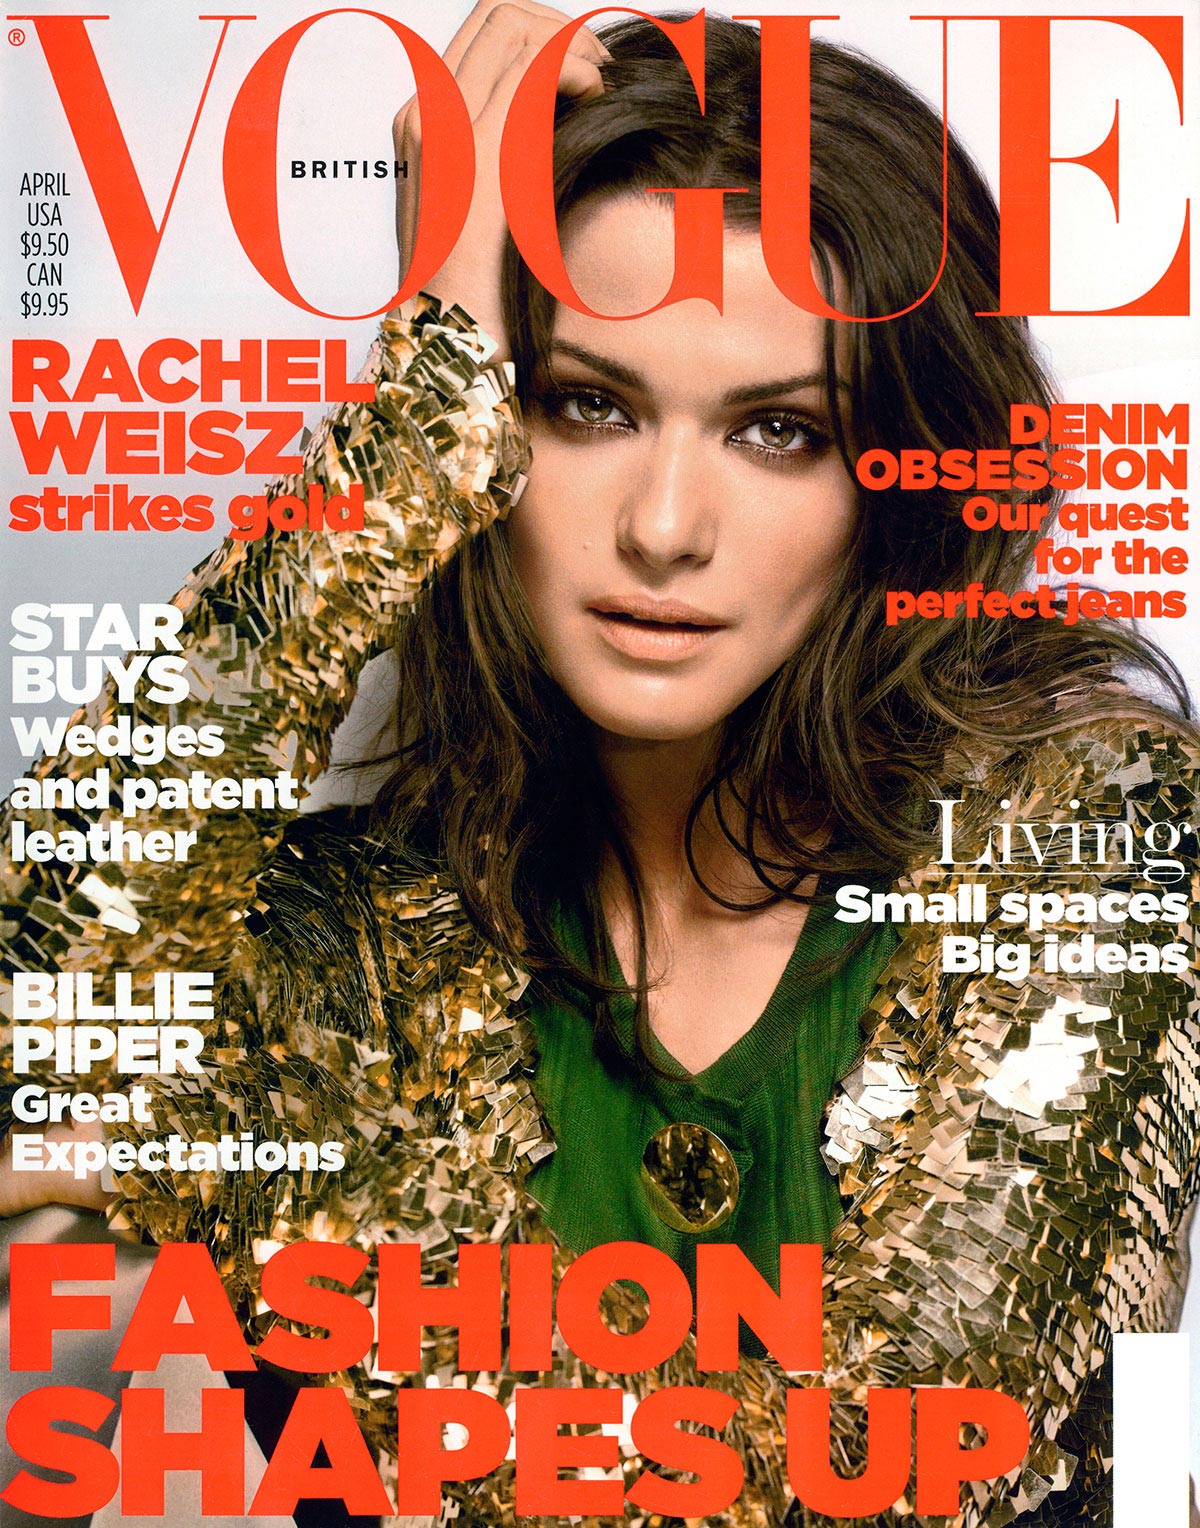 VOGUE
®
BRITISH
APRIL
USA
$9.50
CAN
$9.95
RACHEL
WEISZ
strikes gold
DENIM
OBSESSION
Our quest
for the
perfect jeans
STAR
BUYS
Wedges
and patent
leather
Living
Small spaces
Big ideas
BILLIE
PIPER
Great
Expectations
FASHION
SHAPES UP